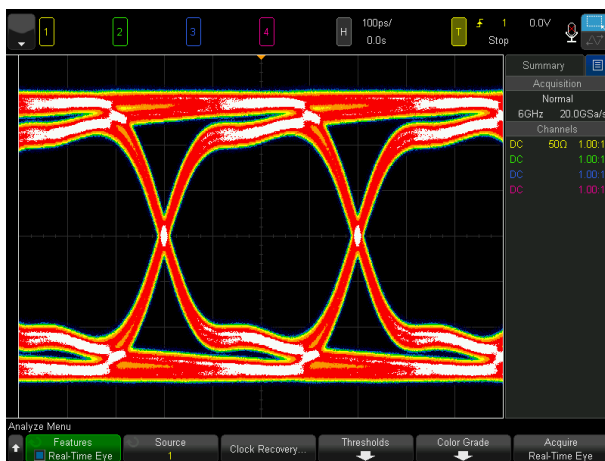 1 2 3 4 H 100ps/ 0.0s T 1 0.0V Stop
Summary
Acquisition
Normal
6GHz 20.0GSa/s
Channels
DC 50Ω 1.00:1
DC 1.00:1
DC 1.00:1
DC 1.00:1
Analyze Menu
Features Source Clock Recovery... Thresholds Color Grade Acquire
Real-Time Eye 1 Real-Time Eye